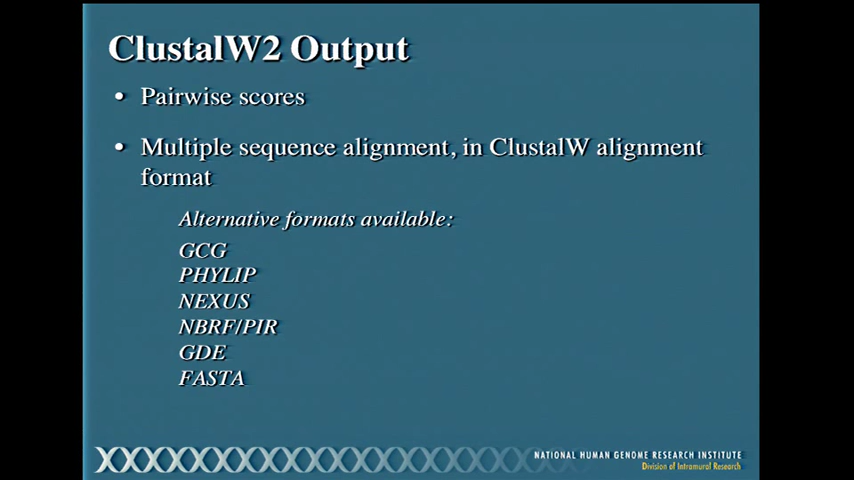 ClustalW2 Output
• Pairwise scores
• Multiple sequence alignment, in ClustalW alignment
format
Alternative formats available:
GCG
PHYLIP
NEXUS
NBRF/PIR
GDE
FASTA
NATIONAL HUMAN GENOME RESEARCH INSTITUTE
Division of Intramural Research